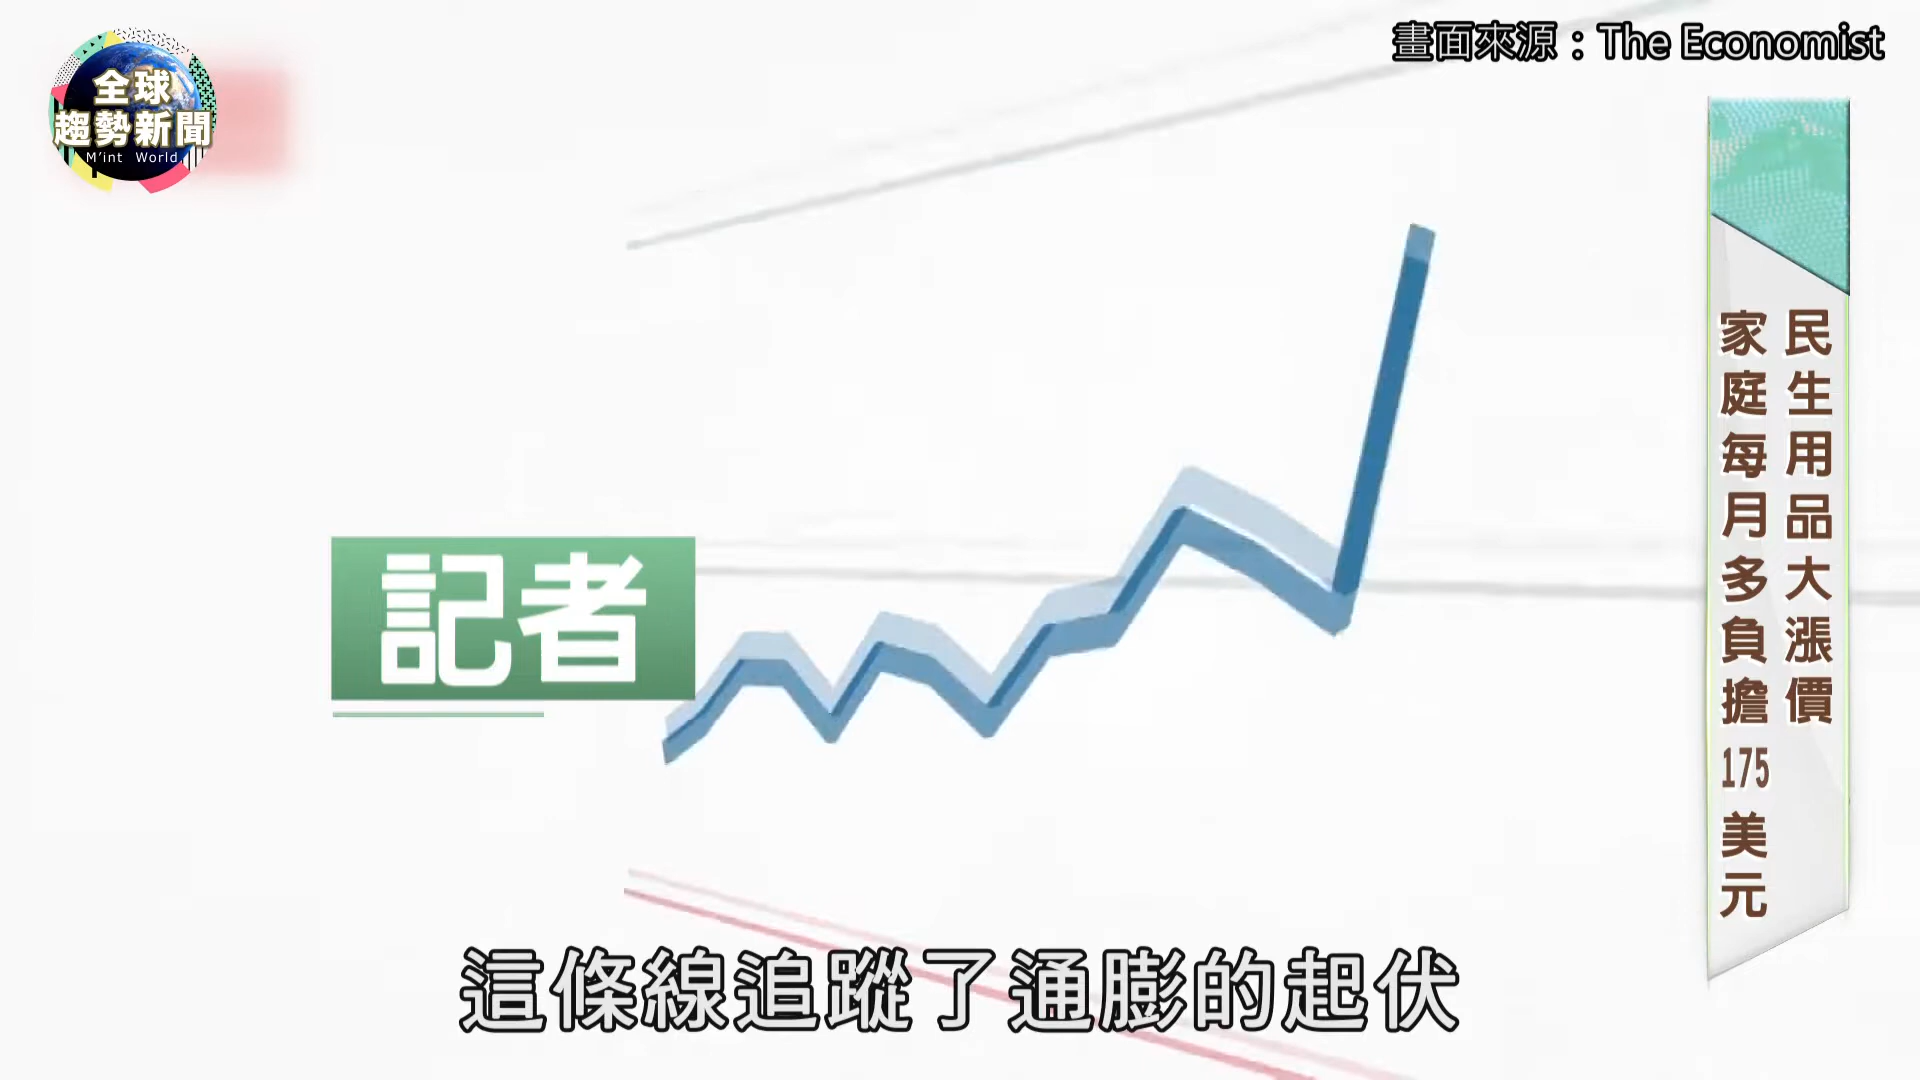 畫面來源：The Economist
全球
趨勢新聞
M'int World
民生用品大漲價
家庭每月多負擔175美元
記者
這條線追蹤了通膨的起伏